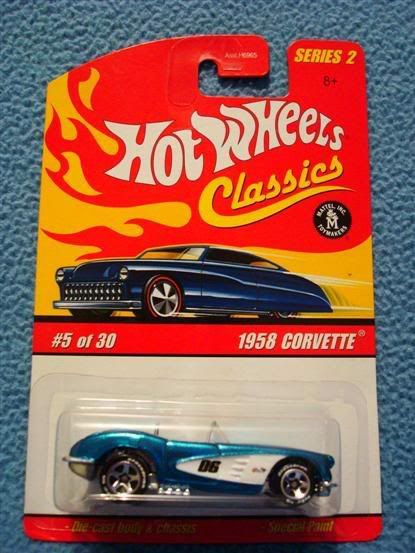 Asst.H6965
SERIES 2
8+
HOT WHEELS
Classics
MATTEL, INC.
M
TOYMAKERS
#5 of 30
1958 CORVETTE®
06
• Die-cast body & chassis
• Special Paint